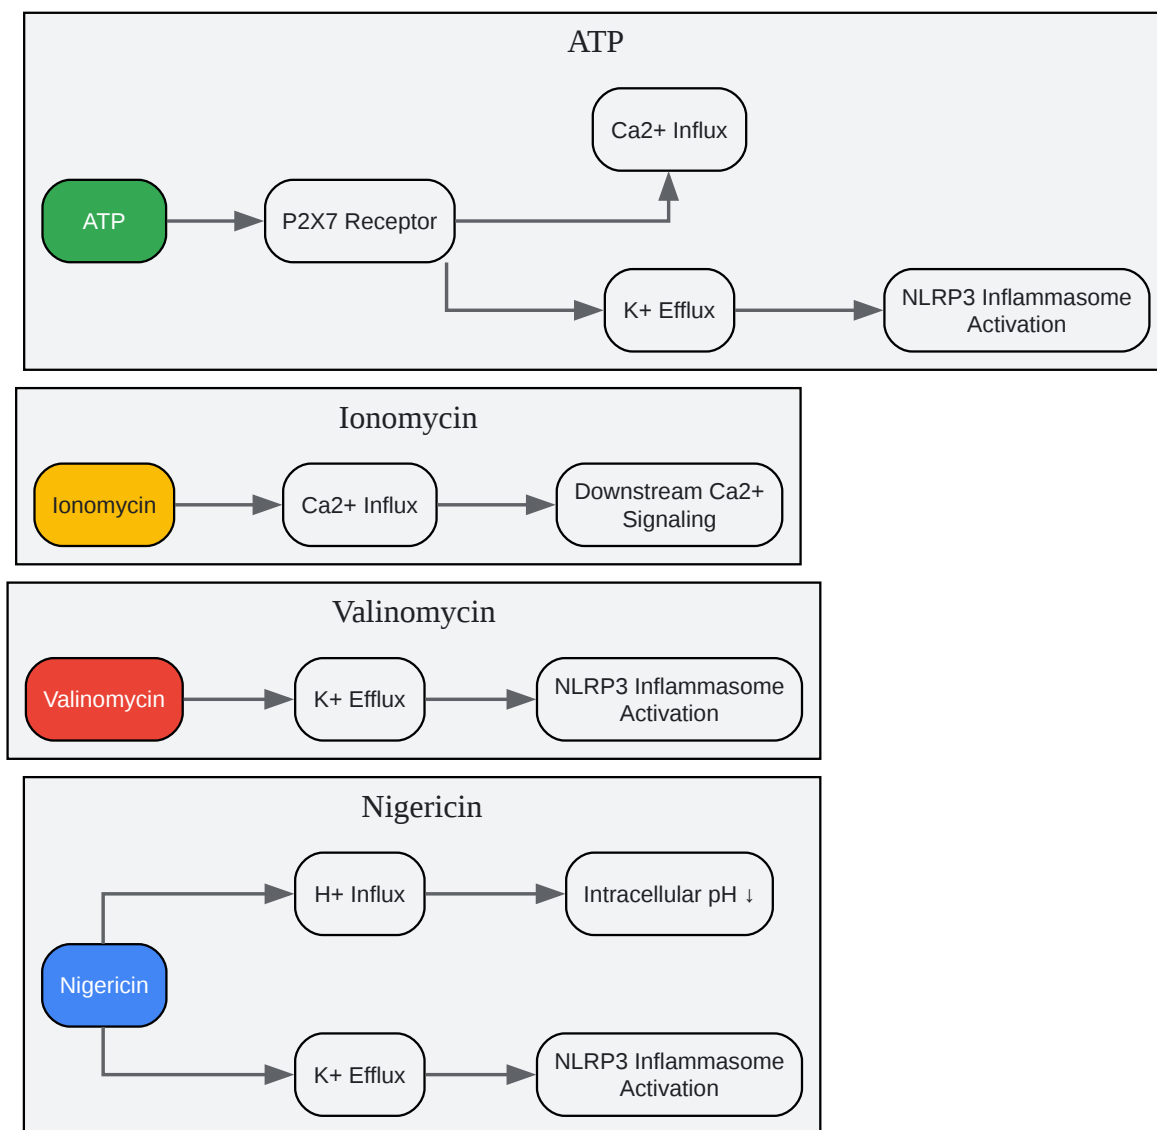 ATP
Ca2+ Influx
ATP
P2X7 Receptor
K+ Efflux
NLRP3 Inflammasome
Activation
Ionomycin
Ionomycin
Ca2+ Influx
Downstream Ca2+
Signaling
Valinomycin
Valinomycin
K+ Efflux
NLRP3 Inflammasome
Activation
Nigericin
H+ Influx
Intracellular pH ↓
Nigericin
K+ Efflux
NLRP3 Inflammasome
Activation